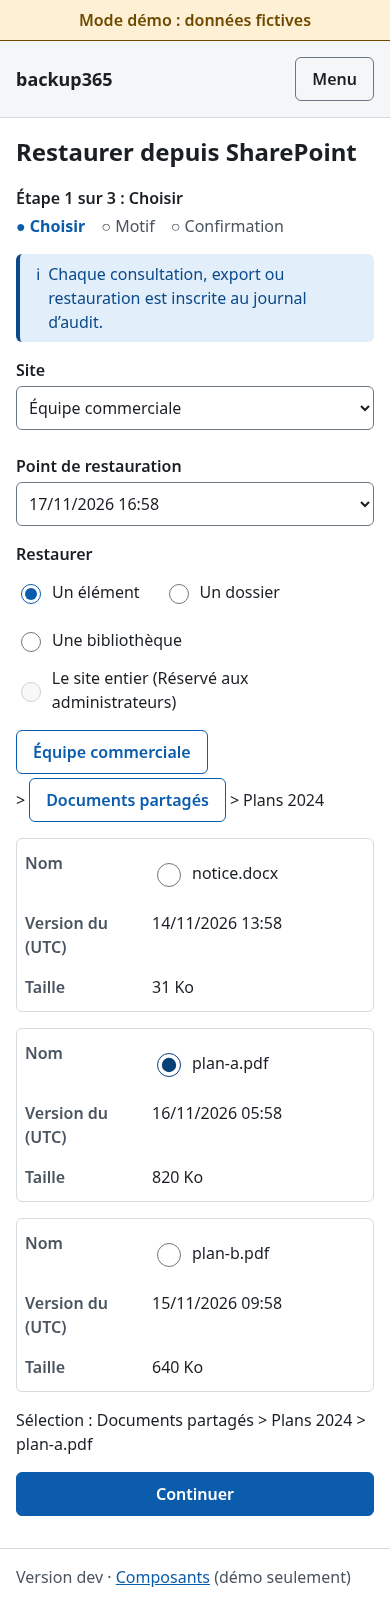 Mode démo : données fictives
backup365
Menu
Restaurer depuis SharePoint
Étape 1 sur 3 : Choisir
● Choisir ○ Motif ○ Confirmation
i Chaque consultation, export ou
restauration est inscrite au journal
d’audit.
Site
Équipe commerciale
Point de restauration
17/11/2026 16:58
Restaurer
Un élément
Un dossier
Une bibliothèque
Le site entier (Réservé aux
administrateurs)
Équipe commerciale
> Documents partagés > Plans 2024
Nom notice.docx
Version du 14/11/2026 13:58
(UTC)
Taille 31 Ko
Nom plan-a.pdf
Version du 16/11/2026 05:58
(UTC)
Taille 820 Ko
Nom plan-b.pdf
Version du 15/11/2026 09:58
(UTC)
Taille 640 Ko
Sélection : Documents partagés > Plans 2024 >
plan-a.pdf
Continuer
Version dev · Composants (démo seulement)